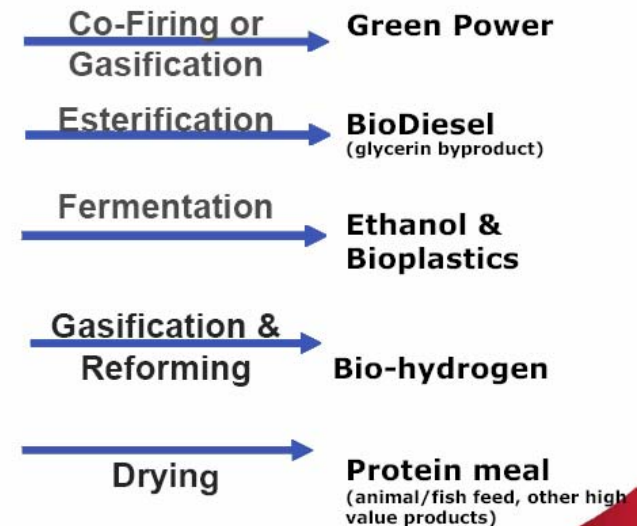 Co-Firing or
Gasification
Green Power
Esterification
BioDiesel
(glycerin byproduct)
Fermentation
Ethanol &
Bioplastics
Gasification &
Reforming
Bio-hydrogen
Drying
Protein meal
(animal/fish feed, other high
value products)